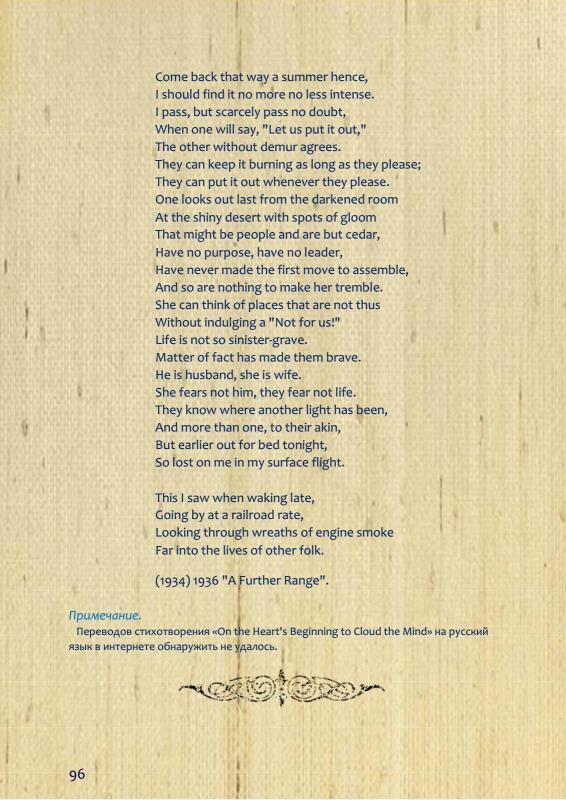 Come back that way a summer hence,
I should find it no more no less intense.
I pass, but scarcely pass no doubt,
When one will say, "Let us put it out,"
The other without demur agrees.
They can keep it burning as long as they please;
They can put it out whenever they please.
One looks out last from the darkened room
At the shiny desert with spots of gloom
That might be people and are but cedar,
Have no purpose, have no leader,
Have never made the first move to assemble,
And so are nothing to make her tremble.
She can think of places that are not thus
Without indulging a "Not for us!"
Life is not so sinister-grave.
Matter of fact has made them brave.
He is husband, she is wife.
She fears not him, they fear not life.
They know where another light has been,
And more than one, to their akin,
But earlier out for bed tonight,
So lost on me in my surface flight.

This I saw when waking late,
Going by at a railroad rate,
Looking through wreaths of engine smoke
Far into the lives of other folk.

(1934) 1936 "A Further Range".

Примечание.
Переводов стихотворения «On the Heart's Beginning to Cloud the Mind» на русский
язык в интернете обнаружить не удалось.

96